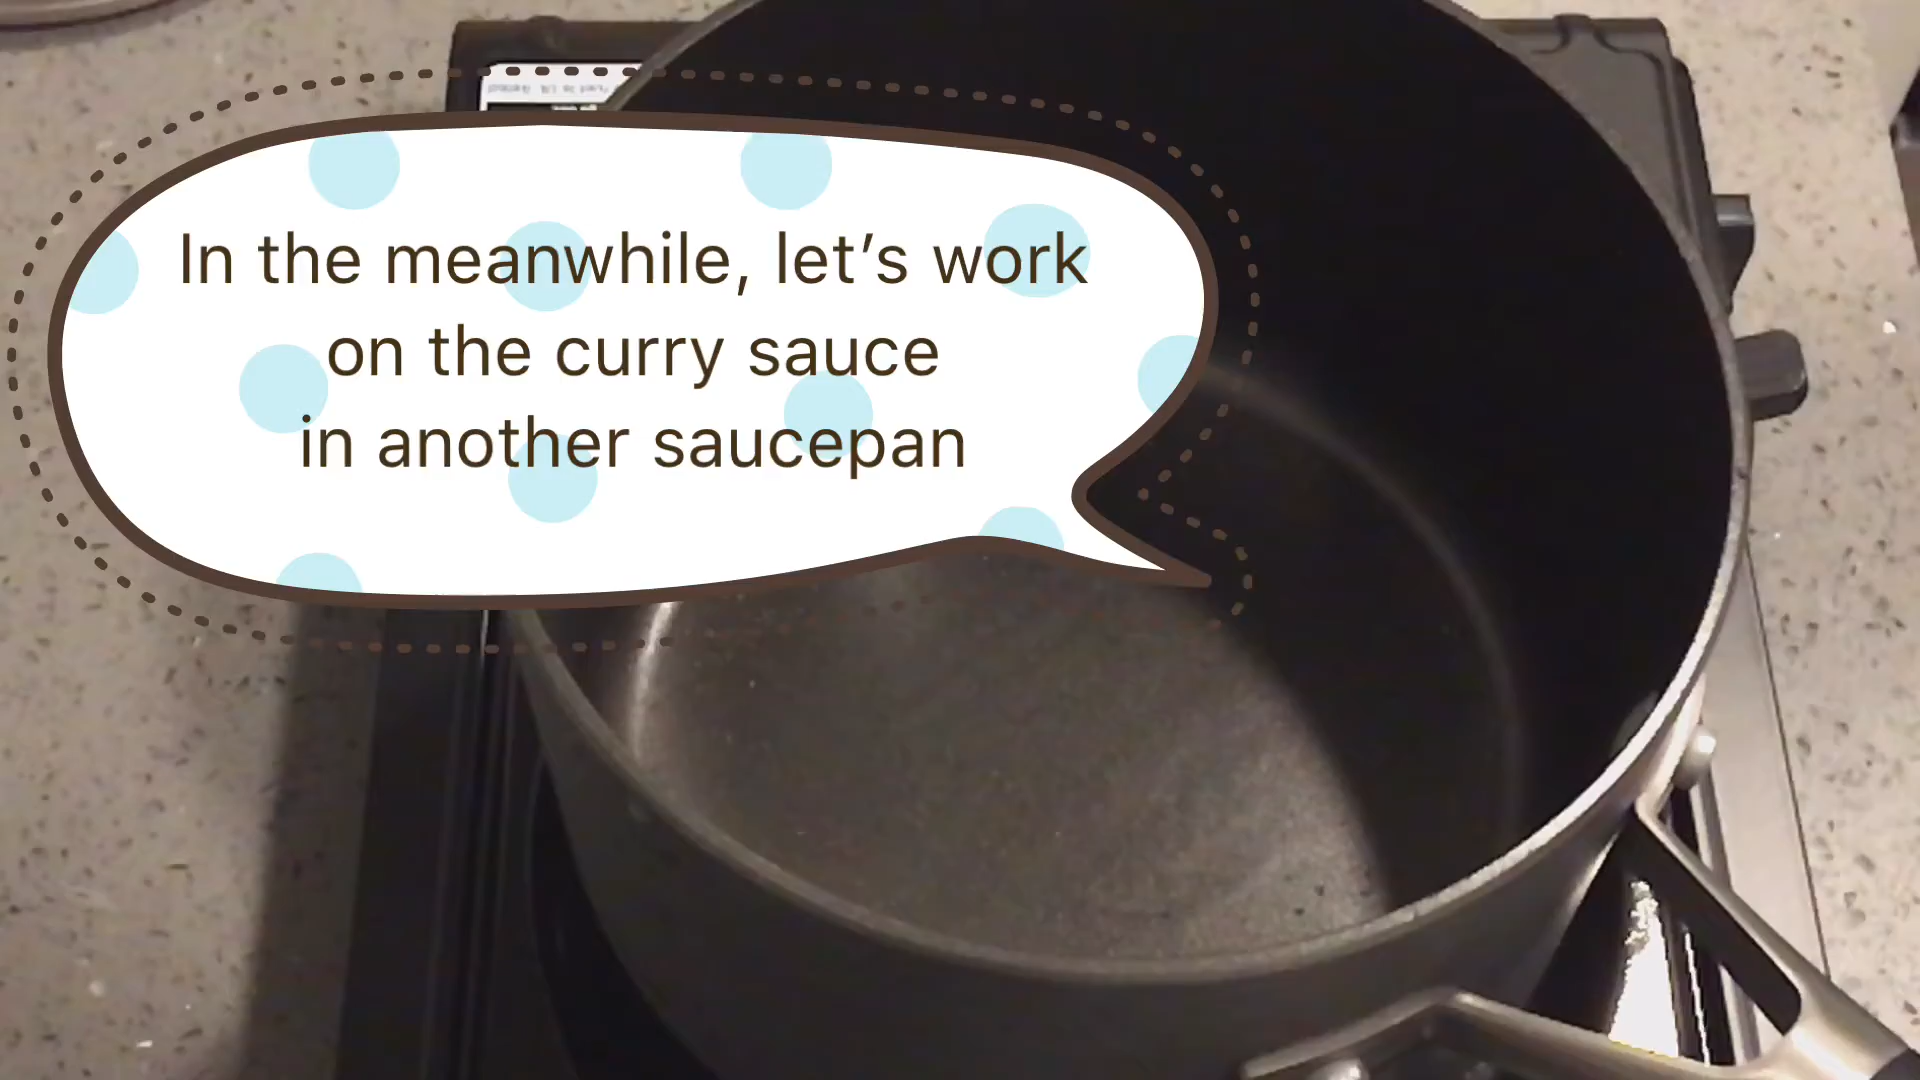 In the meanwhile, let’s work
on the curry sauce
in another saucepan